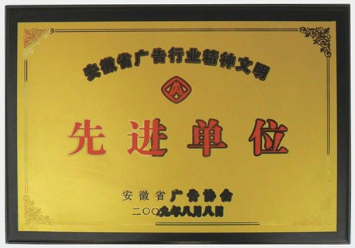 安徽省广告行业精神文明
先进单位
安徽省广告协会
二〇〇九年八月八日